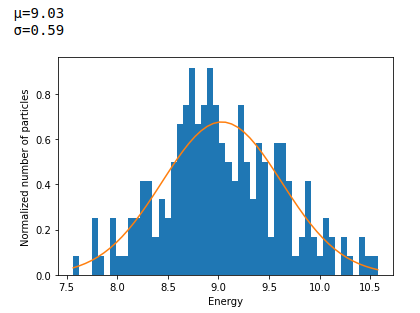 μ=9.03
σ=0.59
0.8
0.6
0.4
0.2
0.0
Normalized number of particles
7.5 8.0 8.5 9.0 9.5 10.0 10.5
Energy